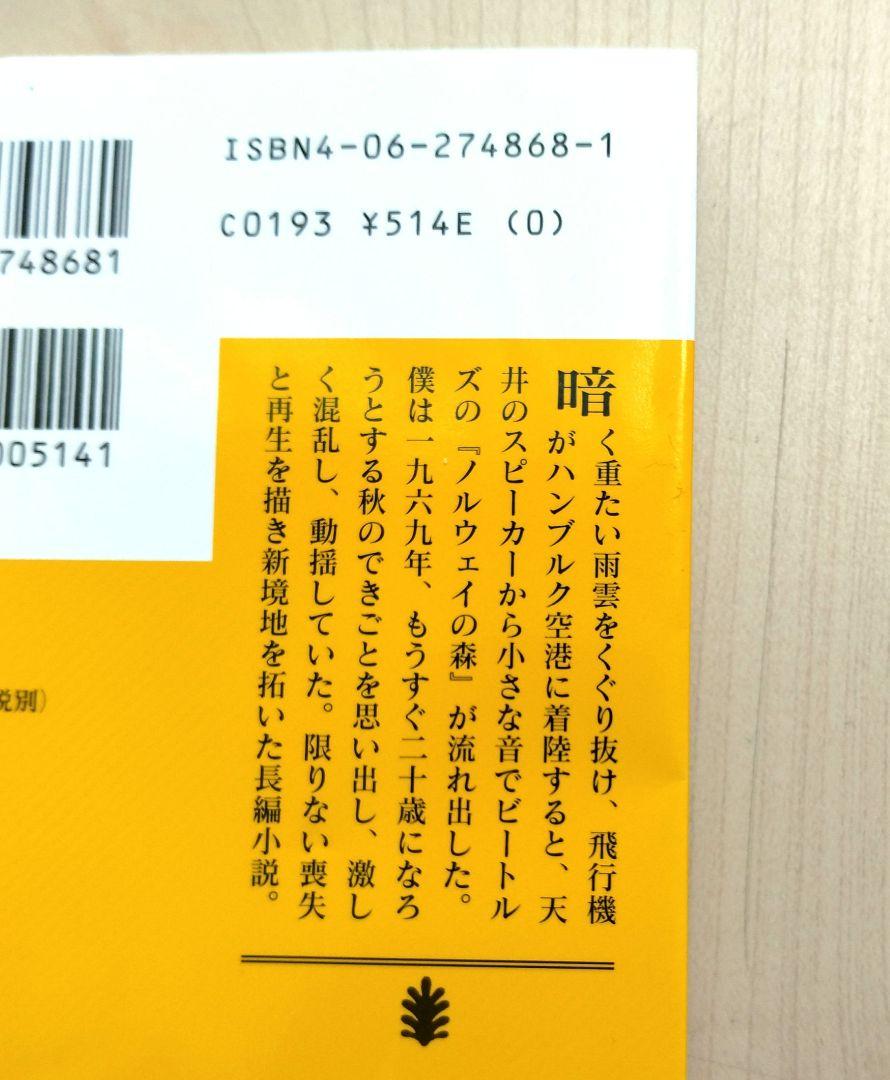 ISBN4-06-274868-1
C0193 ¥514E (0)
748681
005141
暗く重たい雨雲をくぐり抜け、飛行機
がハンブルク空港に着陸すると、天
井のスピーカーから小さな音でビートル
ズの『ノルウェイの森』が流れ出した。
僕は一九六九年、もうすぐ二十歳になろ
うとする秋のできごとを思い出し、激し
く混乱し、動揺していた。限りない喪失
と再生を描き新境地を拓いた長編小説。
税別）